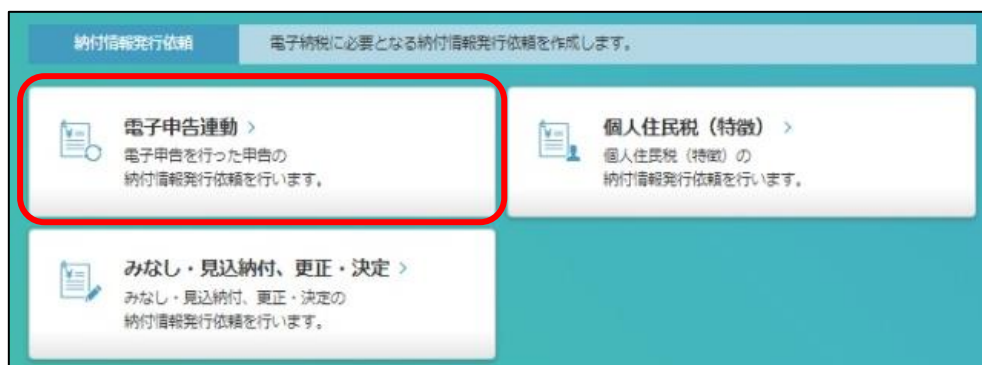 納付情報発行依頼
電子納税に必要となる納付情報発行依頼を作成します。
電子申告連動 >
電子申告を行った申告の
納付情報発行依頼を行います。
個人住民税（特徴） >
個人住民税（特徴）の
納付情報発行依頼を行います。
みなし・見込納付、更正・決定 >
みなし・見込納付、更正・決定の
納付情報発行依頼を行います。